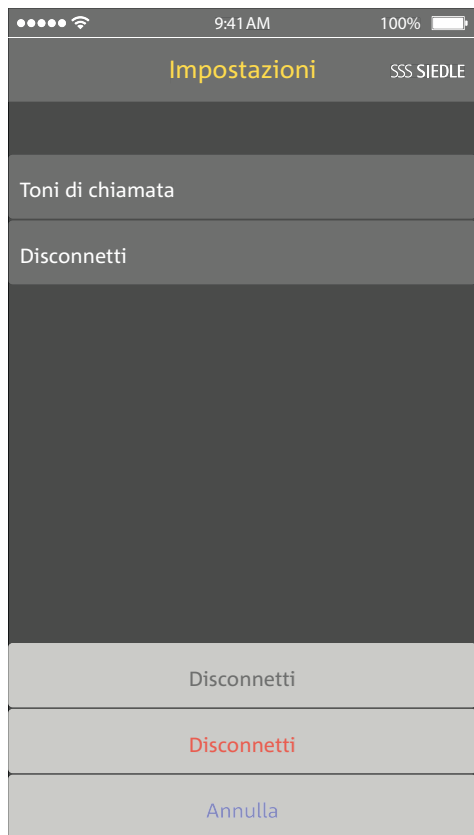 9:41 AM 100%
Impostazioni SSS SIEDLE
Toni di chiamata
Disconnetti
Disconnetti
Disconnetti
Annulla